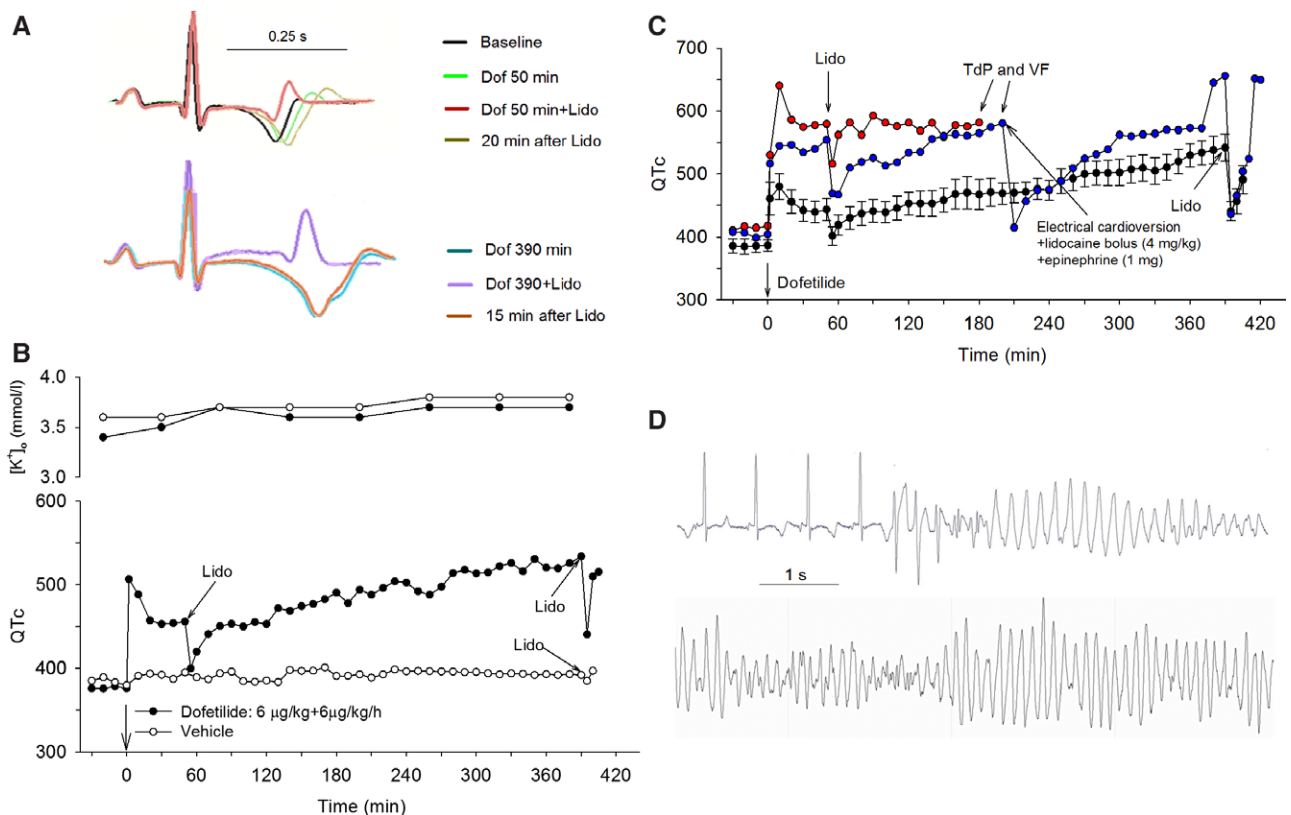 A
0.25 s
Baseline
Dof 50 min
Dof 50 min+Lido
20 min after Lido
Dof 390 min
Dof 390+Lido
15 min after Lido
B
4.0
3.5
3.0
[K⁺]ₒ (mmol/l)
600
500
400
300
QTc
Lido
Lido
Lido
Dofetilide: 6 μg/kg+6μg/kg/h
Vehicle
0 60 120 180 240 300 360 420
Time (min)
C
700
600
500
400
300
QTc
Lido
TdP and VF
Lido
Electrical cardioversion
+lidocaine bolus (4 mg/kg)
+epinephrine (1 mg)
Dofetilide
0 60 120 180 240 300 360 420
Time (min)
D
1 s